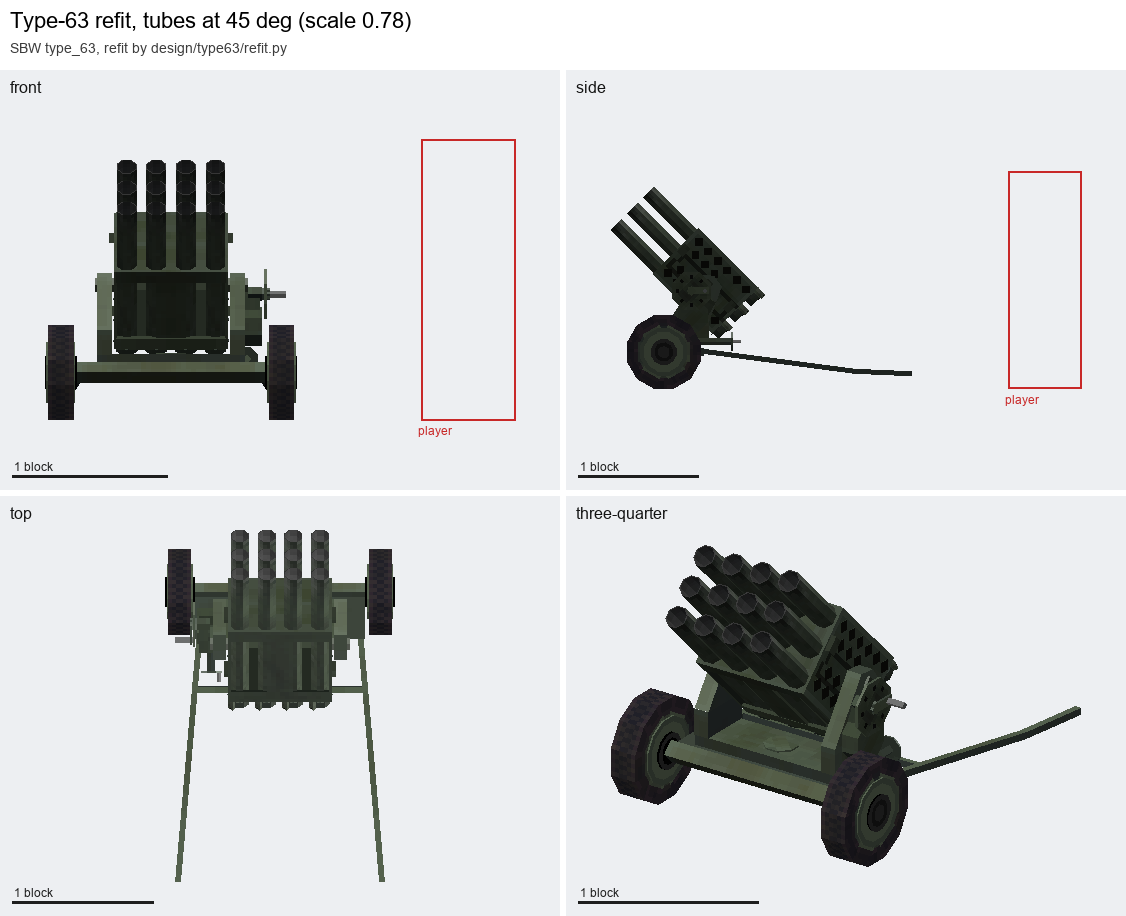 Type-63 refit, tubes at 45 deg (scale 0.78)
SBW type_63, refit by design/type63/refit.py
front
side
player
player
1 block
1 block
top
three-quarter
1 block
1 block